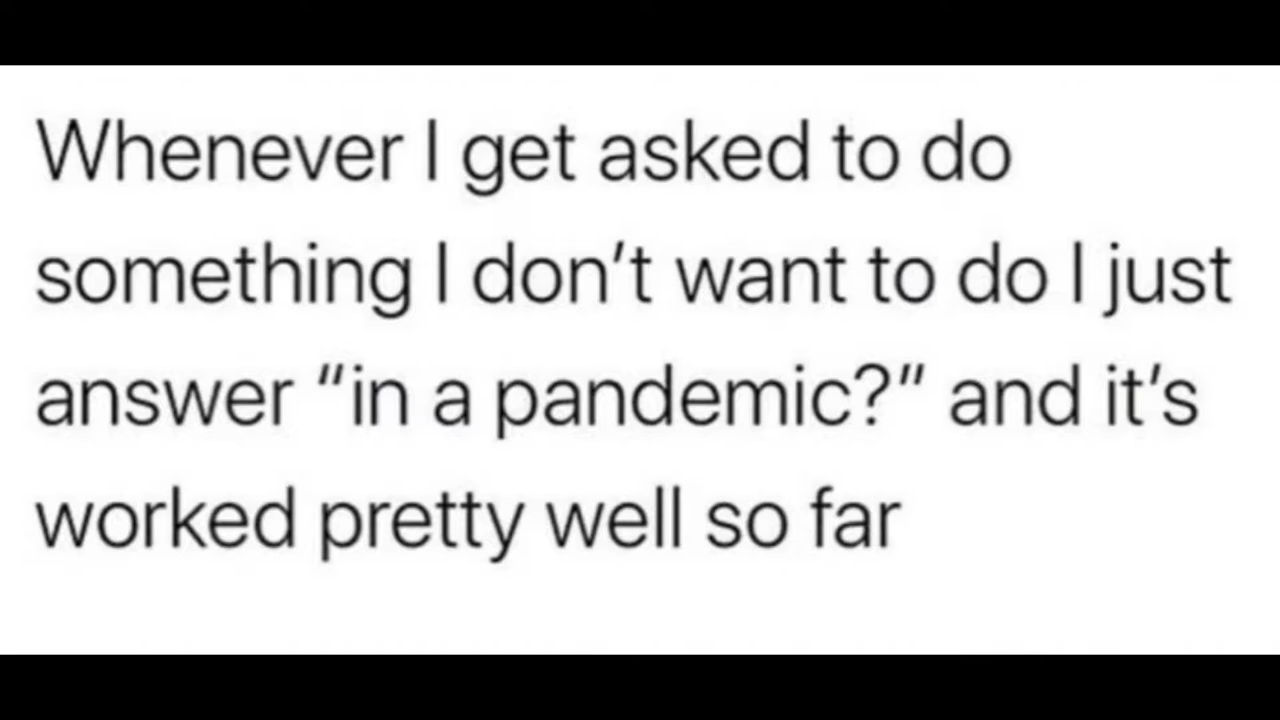 Whenever I get asked to do
something I don’t want to do I just
answer “in a pandemic?” and it’s
worked pretty well so far